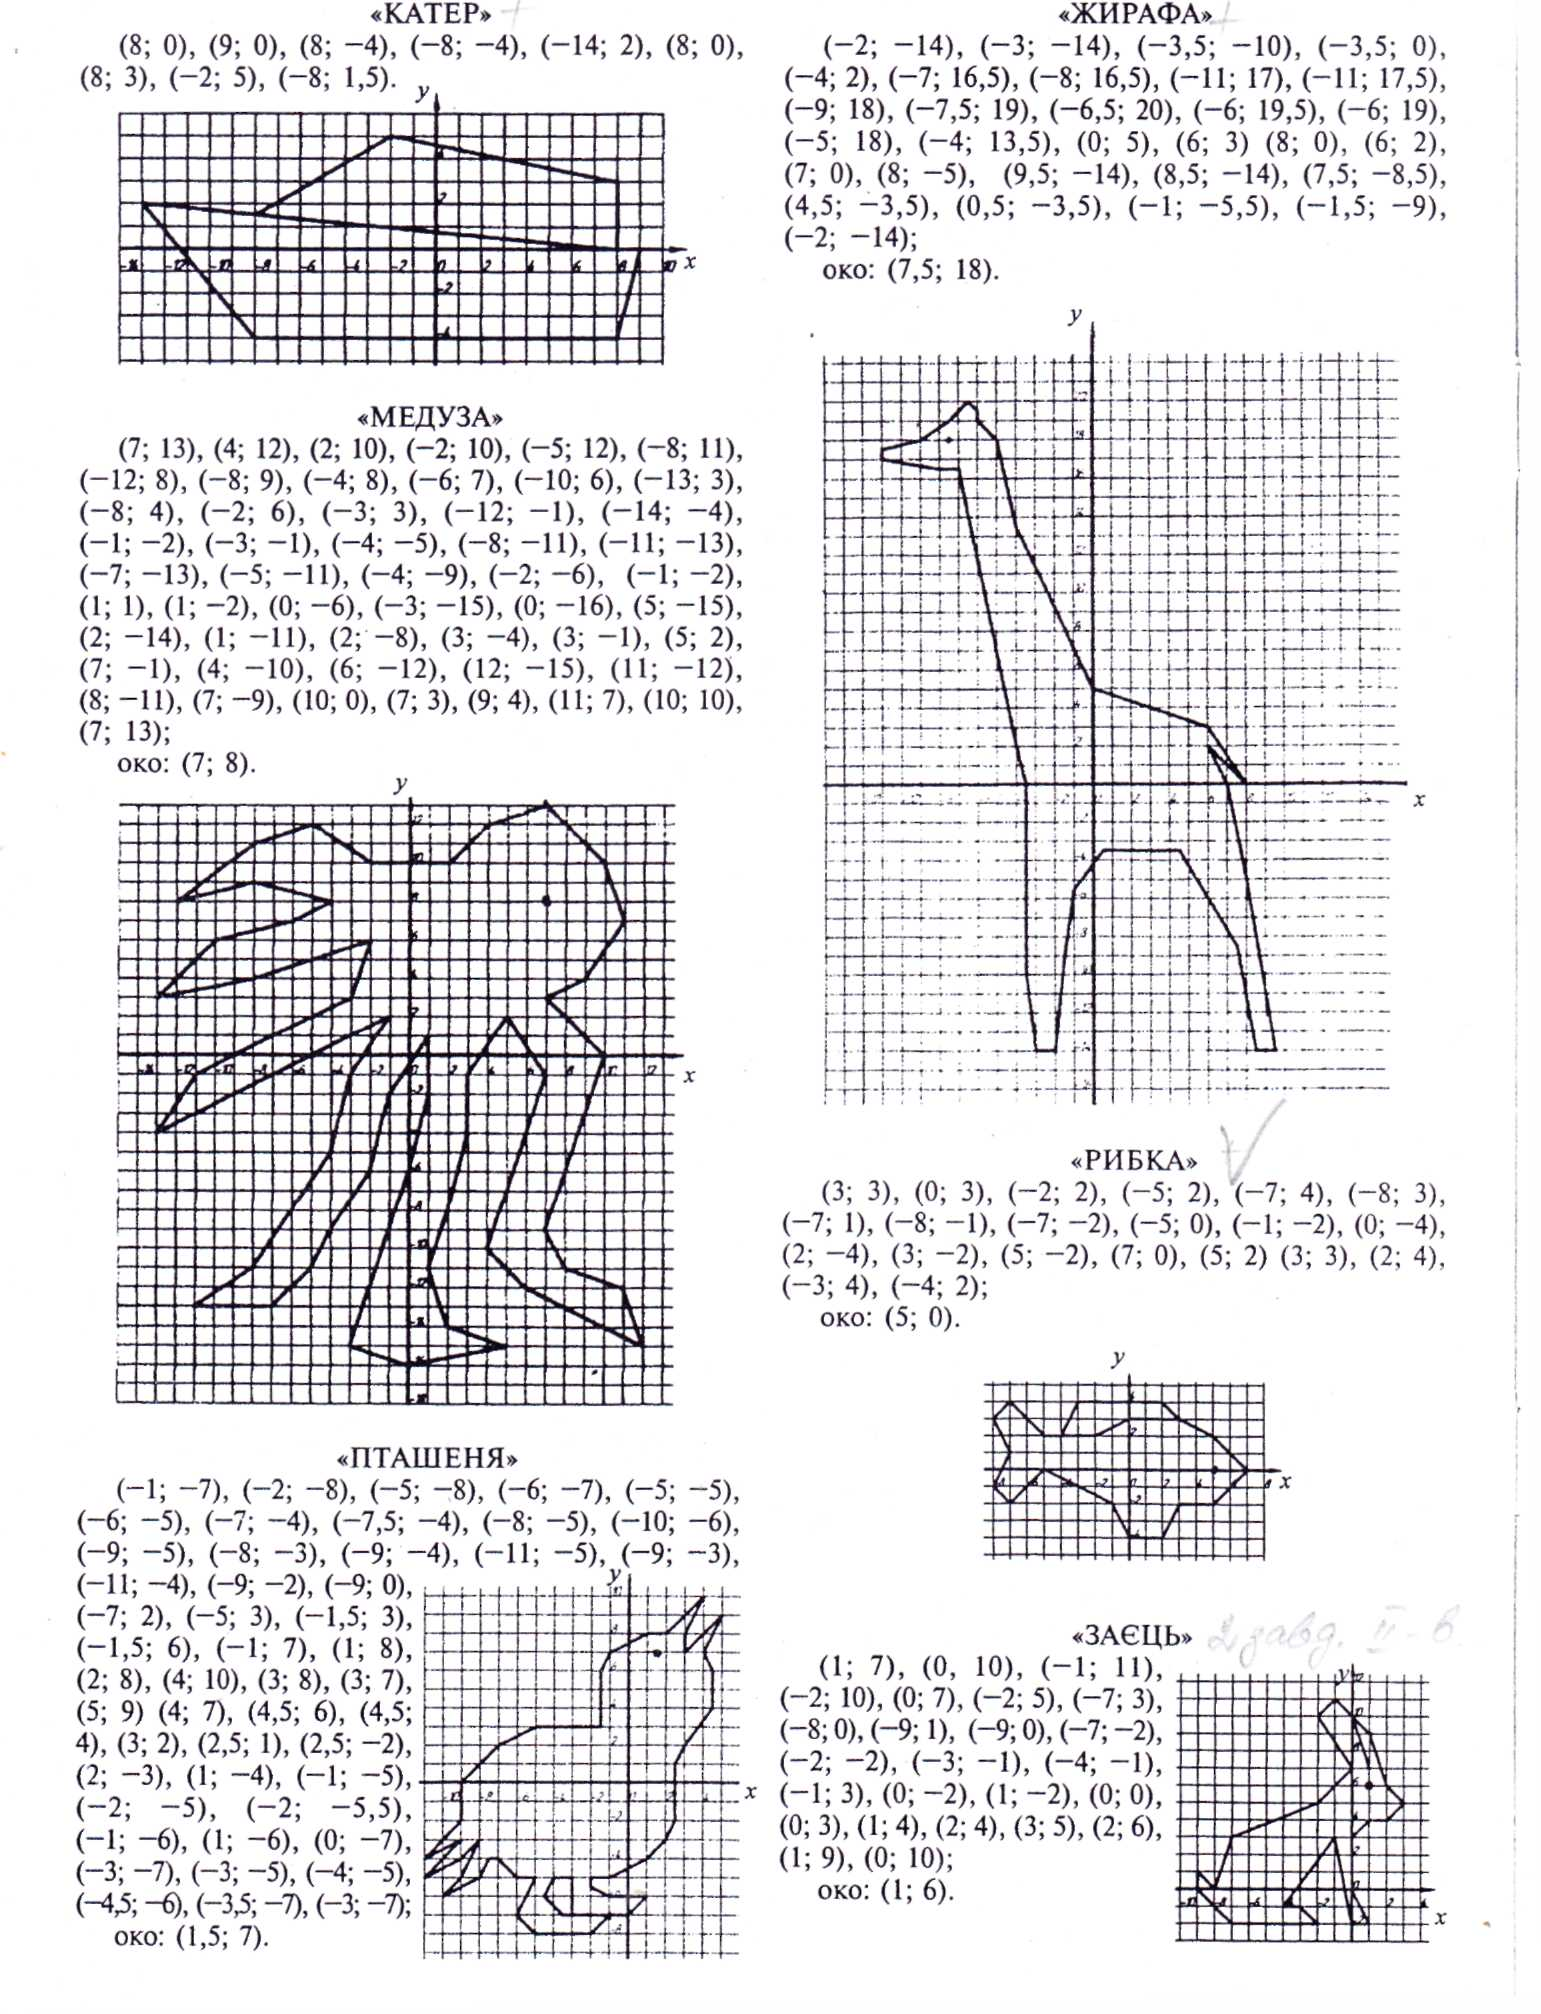 «КАТЕР»
(8; 0), (9; 0), (8; −4), (−8; −4), (−14; 2), (8; 0),
(8; 3), (−2; 5), (−8; 1,5).
y
x
«МЕДУЗА»
(7; 13), (4; 12), (2; 10), (−2; 10), (−5; 12), (−8; 11),
(−12; 8), (−8; 9), (−4; 8), (−6; 7), (−10; 6), (−13; 3),
(−8; 4), (−2; 6), (−3; 3), (−12; −1), (−14; −4),
(−1; −2), (−3; −1), (−4; −5), (−8; −11), (−11; −13),
(−7; −13), (−5; −11), (−4; −9), (−2; −6), (−1; −2),
(1; 1), (1; −2), (0; −6), (−3; −15), (0; −16), (5; −15),
(2; −14), (1; −11), (2; −8), (3; −4), (3; −1), (5; 2),
(7; −1), (4; −10), (6; −12), (12; −15), (11; −12),
(8; −11), (7; −9), (10; 0), (7; 3), (9; 4), (11; 7), (10; 10),
(7; 13);
око: (7; 8).
y
x
«ПТАШЕНЯ»
(−1; −7), (−2; −8), (−5; −8), (−6; −7), (−5; −5),
(−6; −5), (−7; −4), (−7,5; −4), (−8; −5), (−10; −6),
(−9; −5), (−8; −3), (−9; −4), (−11; −5), (−9; −3),
(−11; −4), (−9; −2), (−9; 0),
(−7; 2), (−5; 3), (−1,5; 3),
(−1,5; 6), (−1; 7), (1; 8),
(2; 8), (4; 10), (3; 8), (3; 7),
(5; 9) (4; 7), (4,5; 6), (4,5;
4), (3; 2), (2,5; 1), (2,5; −2),
(2; −3), (1; −4), (−1; −5),
(−2; −5), (−2; −5,5),
(−1; −6), (1; −6), (0; −7),
(−3; −7), (−3; −5), (−4; −5),
(−4,5; −6), (−3,5; −7), (−3; −7);
око: (1,5; 7).
y
x
«ЖИРАФА»
(−2; −14), (−3; −14), (−3,5; −10), (−3,5; 0),
(−4; 2), (−7; 16,5), (−8; 16,5), (−11; 17), (−11; 17,5),
(−9; 18), (−7,5; 19), (−6,5; 20), (−6; 19,5), (−6; 19),
(−5; 18), (−4; 13,5), (0; 5), (6; 3) (8; 0), (6; 2),
(7; 0), (8; −5), (9,5; −14), (8,5; −14), (7,5; −8,5),
(4,5; −3,5), (0,5; −3,5), (−1; −5,5), (−1,5; −9),
(−2; −14);
око: (7,5; 18).
y
x
«РИБКА»
(3; 3), (0; 3), (−2; 2), (−5; 2), (−7; 4), (−8; 3),
(−7; 1), (−8; −1), (−7; −2), (−5; 0), (−1; −2), (0; −4),
(2; −4), (3; −2), (5; −2), (7; 0), (5; 2) (3; 3), (2; 4),
(−3; 4), (−4; 2);
око: (5; 0).
y
x
«ЗАЄЦЬ» 2 завд. II - в
(1; 7), (0, 10), (−1; 11),
(−2; 10), (0; 7), (−2; 5), (−7; 3),
(−8; 0), (−9; 1), (−9; 0), (−7; −2),
(−2; −2), (−3; −1), (−4; −1),
(−1; 3), (0; −2), (1; −2), (0; 0),
(0; 3), (1; 4), (2; 4), (3; 5), (2; 6),
(1; 9), (0; 10);
око: (1; 6).
y
x